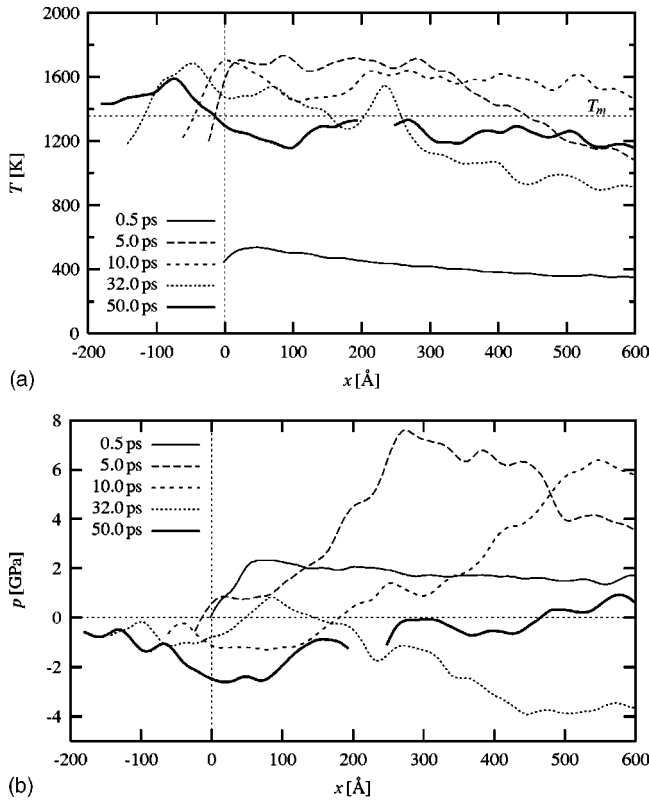 2000
1600
1200
800
400
0
T [K]
T_m
0.5 ps
5.0 ps
10.0 ps
32.0 ps
50.0 ps
-200 -100 0 100 200 300 400 500 600
x [Å]
(a)
8
6
4
2
0
-2
-4
p [GPa]
0.5 ps
5.0 ps
10.0 ps
32.0 ps
50.0 ps
-200 -100 0 100 200 300 400 500 600
x [Å]
(b)